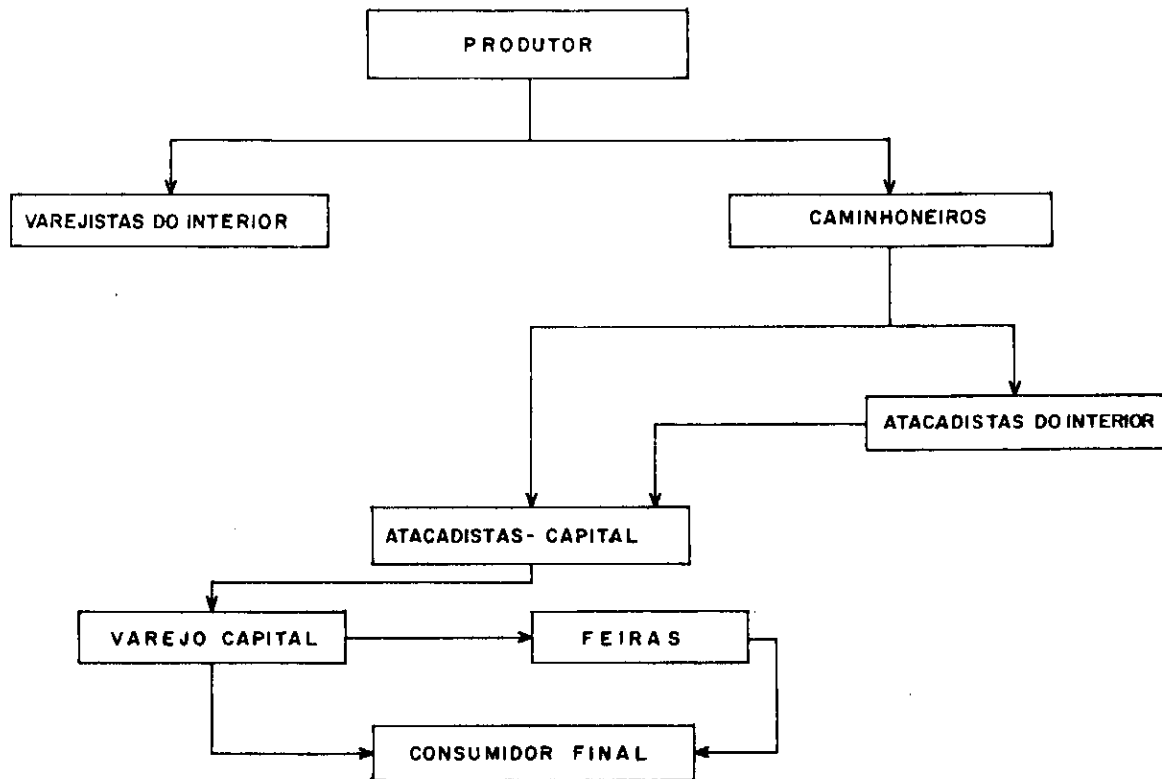 PRODUTOR
VAREJISTAS DO INTERIOR
CAMINHONEIROS
ATACADISTAS DO INTERIOR
ATACADISTAS - CAPITAL
VAREJO CAPITAL
FEIRAS
CONSUMIDOR FINAL